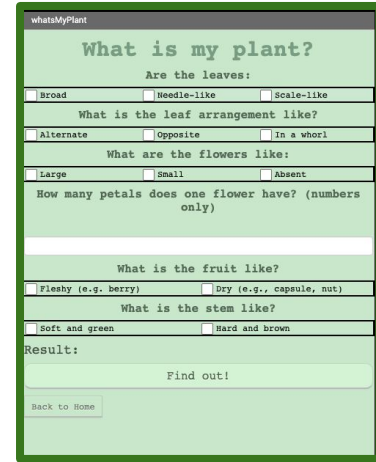 whatsMyPlant
What is my plant?
Are the leaves:
Broad Needle-like Scale-like
What is the leaf arrangement like?
Alternate Opposite In a whorl
What are the flowers like:
Large Small Absent
How many petals does one flower have? (numbers
only)
What is the fruit like?
Fleshy (e.g. berry) Dry (e.g., capsule, nut)
What is the stem like?
Soft and green Hard and brown
Result:
Find out!
Back to Home